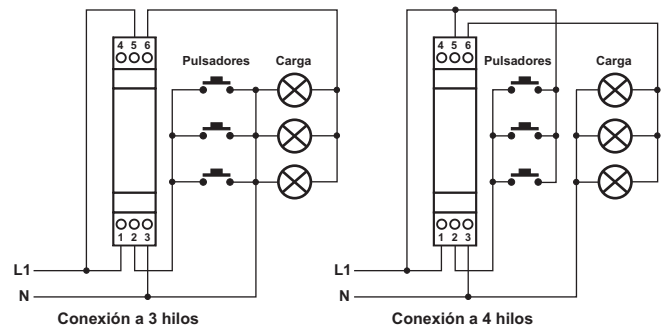 4 5 6
Pulsadores
Carga
1 2 3
L1
N
Conexión a 3 hilos
4 5 6
Pulsadores
Carga
1 2 3
L1
N
Conexión a 4 hilos